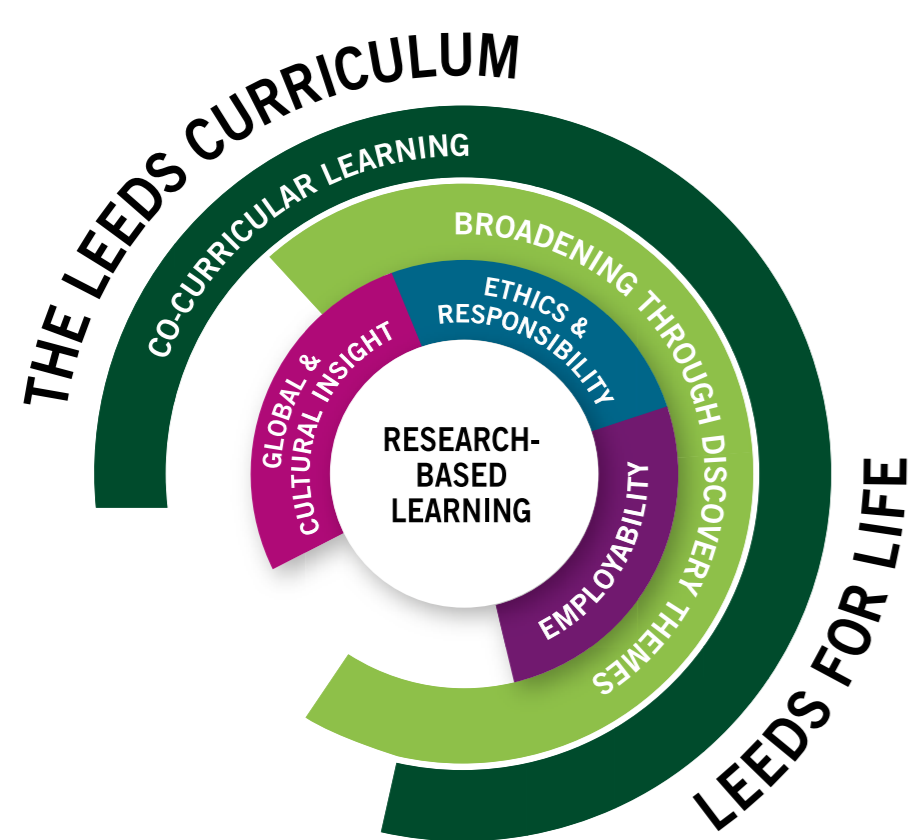 THE LEEDS CURRICULUM
CO-CURRICULAR LEARNING
BROADENING THROUGH DISCOVERY THEMES
GLOBAL &
CULTURAL INSIGHT
ETHICS &
RESPONSIBILITY
EMPLOYABILITY
RESEARCH-
BASED
LEARNING
LEEDS FOR LIFE